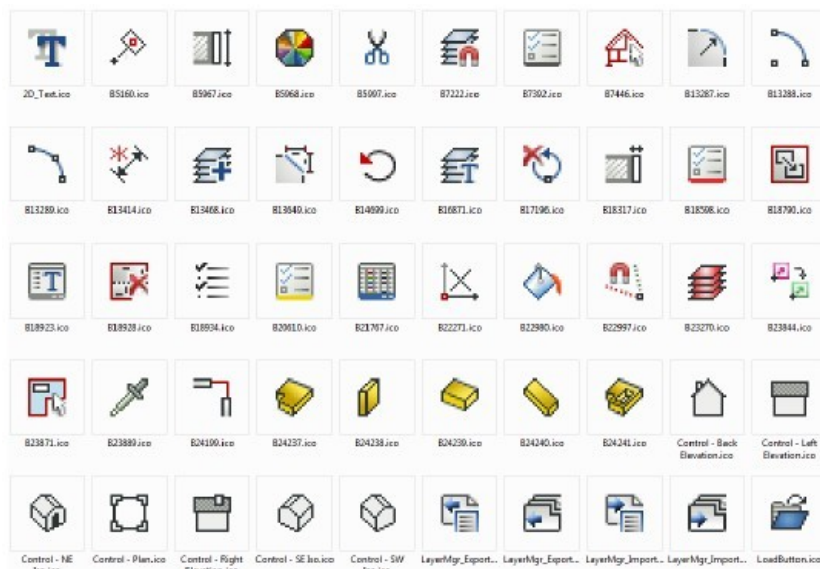 2D_Text.ico B5160.ico B5967.ico B5968.ico B5997.ico B7222.ico B7392.ico B7446.ico B13287.ico B13288.ico
B13289.ico B13414.ico B13468.ico B13649.ico B14699.ico B16871.ico B17196.ico B18317.ico B18598.ico B18790.ico
B18923.ico B18928.ico B18934.ico B20610.ico B21767.ico B22271.ico B22980.ico B22997.ico B23270.ico B23844.ico
B23871.ico B23889.ico B24199.ico B24237.ico B24238.ico B24239.ico B24240.ico B24241.ico Control - Back Control - Left
Elevation.ico Elevation.ico
Control - NE Control - Plan.ico Control - Right Control - SE Iso.ico Control - SW LayerMgr_Export... LayerMgr_Export... LayerMgr_Import... LayerMgr_Import... LoadButton.ico